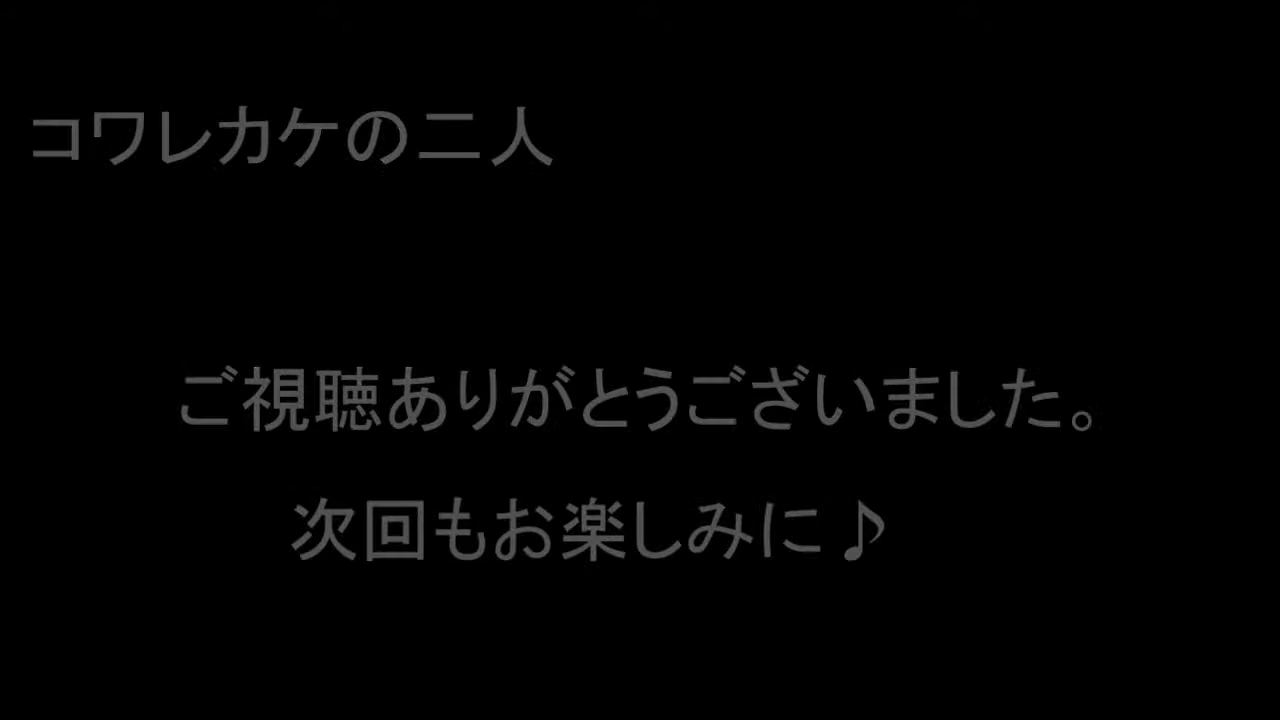 コワレカケの二人
ご視聴ありがとうございました。
次回もお楽しみに♪